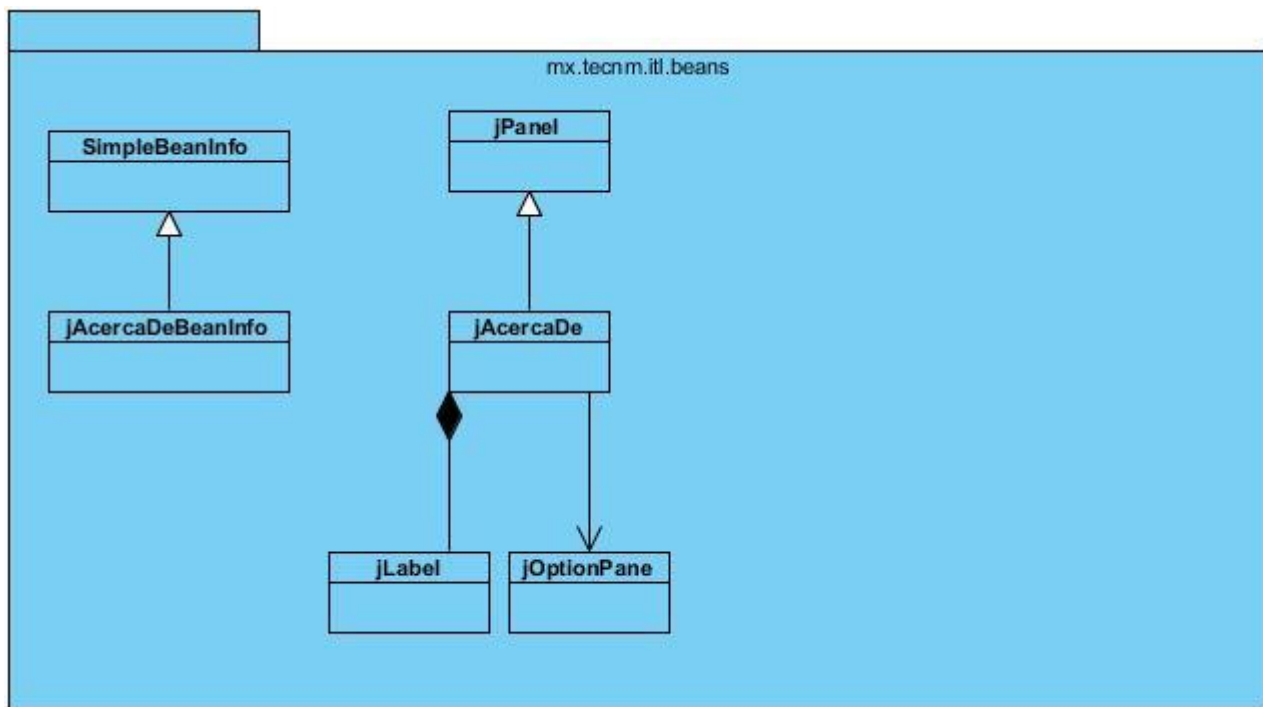 mx.tecnm.itl.beans
SimpleBeanInfo
jPanel
jAcercaDeBeanInfo
jAcercaDe
jLabel
jOptionPane